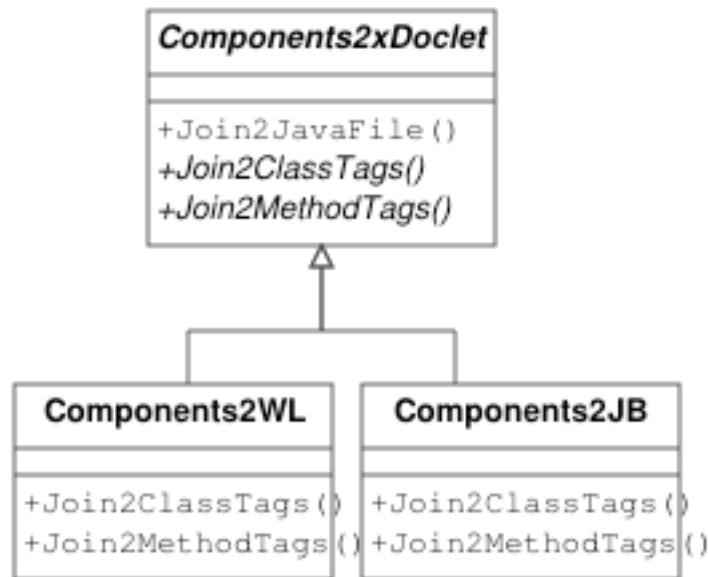 Components2xDoclet
+Join2JavaFile()
+Join2ClassTags()
+Join2MethodTags()
Components2WL
+Join2ClassTags()
+Join2MethodTags()
Components2JB
+Join2ClassTags()
+Join2MethodTags()